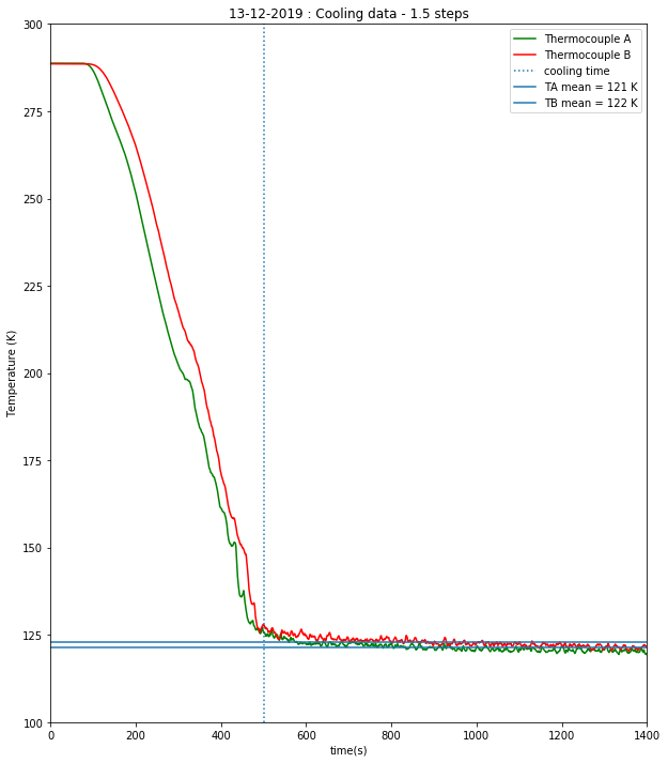 13-12-2019 : Cooling data - 1.5 steps
300
275
250
225
200
175
150
125
100
Temperature (K)
Thermocouple A
Thermocouple B
cooling time
TA mean = 121 K
TB mean = 122 K
0 200 400 600 800 1000 1200 1400
time(s)